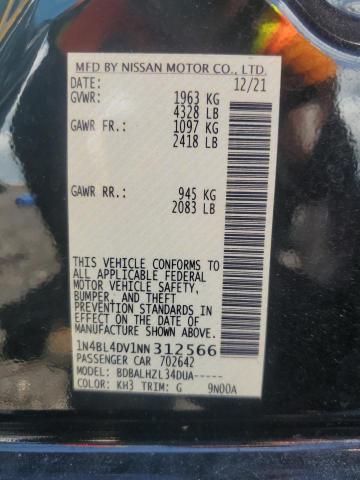 MFD BY NISSAN MOTOR CO., LTD.
DATE: 12/21
GVWR: 1963 KG
4328 LB
GAWR FR.: 1097 KG
2418 LB
GAWR RR.: 945 KG
2083 LB
THIS VEHICLE CONFORMS TO
ALL APPLICABLE FEDERAL
MOTOR VEHICLE SAFETY,
BUMPER, AND THEFT
PREVENTION STANDARDS
IN EFFECT ON THE DATE OF
MANUFACTURE SHOWN ABOVE.
1N4BL4DV1NN312566
PASSENGER CAR 702642
MODEL: BDBALHZL34DUA-----
COLOR: KH3 TRIM: G 9N00A